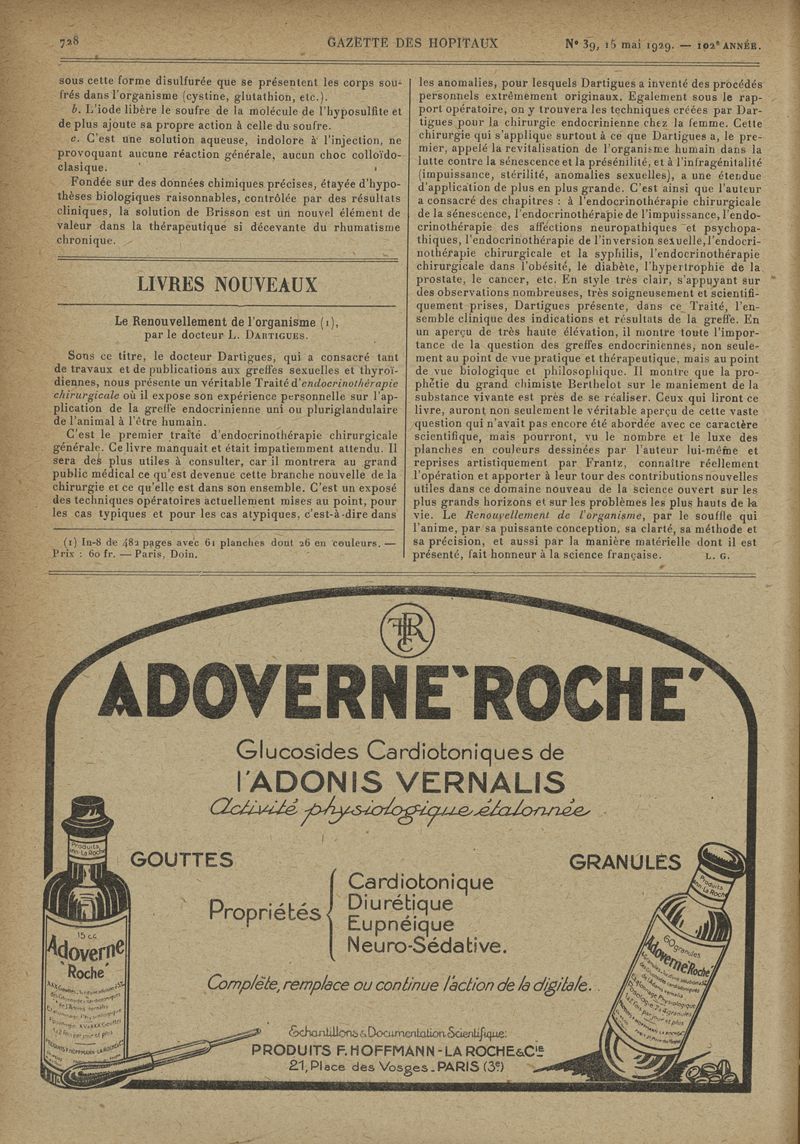 728
GAZETTE DES HOPITAUX
N° 39, 15 mai 1929. — 102e ANNÉE.
sous cette forme disulfurée que se présentent les corps sou-
frés dans l'organisme (cystine, glutathion, etc.).
b. L'iode libère le soufre de la molécule de l'hyposulfite et
de plus ajoute sa propre action à celle du soufre.
c. C'est une solution aqueuse, indolore à l'injection, ne
provoquant aucune réaction générale, aucun choc colloïdo-
clasique.
Fondée sur des données chimiques précises, étayée d'hypo-
thèses biologiques raisonnables, contrôlée par des résultats
cliniques, la solution de Brisson est un nouvel élément de
valeur dans la thérapeutique si décevante du rhumatisme
chronique.
LIVRES NOUVEAUX
Le Renouvellement de l'organisme (1),
par le docteur L. DARTIGUES.
Sous ce titre, le docteur Dartigues, qui a consacré tant
de travaux et de publications aux greffes sexuelles et thyroï-
diennes, nous présente un véritable Traité d'endocrinothérapie
chirurgicale où il expose son expérience personnelle sur l'ap-
plication de la greffe endocrinienne uni ou pluriglandulaire
de l'animal à l'être humain.
C'est le premier traité d'endocrinothérapie chirurgicale
générale. Ce livre manquait et était impatiemment attendu. Il
sera des plus utiles à consulter, car il montrera au grand
public médical ce qu'est devenue cette branche nouvelle de la
chirurgie et ce qu'elle est dans son ensemble. C'est un exposé
des techniques opératoires actuellement mises au point, pour
les cas typiques et pour les cas atypiques, c'est-à-dire dans
(1) In-8 de 482 pages avec 61 planches dont 26 en couleurs. —
Prix : 60 fr. — Paris, Doin.
les anomalies, pour lesquels Dartigues a inventé des procédés
personnels extrêmement originaux. Egalement sous le rap-
port opératoire, on y trouvera les techniques créées par Dar-
tigues pour la chirurgie endocrinienne chez la femme. Cette
chirurgie qui s'applique surtout à ce que Dartigues a, le pre-
mier, appelé la revitalisation de l'organisme humain dans la
lutte contre la sénescence et la présénilité, et à l'infragénitalité
(impuissance, stérilité, anomalies sexuelles), a une étendue
d'application de plus en plus grande. C'est ainsi que l'auteur
a consacré des chapitres : à l'endocrinothérapie chirurgicale
de la sénescence, l'endocrinothérapie de l'impuissance, l'endo-
crinothérapie des affections neuropathiques et psychopa-
thiques, l'endocrinothérapie de l'inversion sexuelle, l'endocri-
nothérapie chirurgicale et la syphilis, l'endocrinothérapie
chirurgicale dans l'obésité, le diabète, l'hypertrophie de la
prostate, le cancer, etc. En style très clair, s'appuyant sur
des observations nombreuses, très soigneusement et scientifi-
quement prises, Dartigues présente, dans ce Traité, l'en-
semble clinique des indications et résultats de la greffe. En
un aperçu de très haute élévation, il montre toute l'impor-
tance de la question des greffes endocriniennes, non seule-
ment au point de vue pratique et thérapeutique, mais au point
de vue biologique et philosophique. Il montre que la pro-
phétie du grand chimiste Berthelot sur le maniement de la
substance vivante est près de se réaliser. Ceux qui liront ce
livre, auront non seulement le véritable aperçu de cette vaste
question qui n'avait pas encore été abordée avec ce caractère
scientifique, mais pourront, vu le nombre et le luxe des
planches en couleurs dessinées par l'auteur lui-même et
reprises artistiquement par Frantz, connaître réellement
l'opération et apporter à leur tour des contributions nouvelles
utiles dans ce domaine nouveau de la science ouvert sur les
plus grands horizons et sur les problèmes les plus hauts de la
vie. Le Renouvellement de l'organisme, par le souffle qui
l'anime, par sa puissante conception, sa clarté, sa méthode et
sa précision, et aussi par la manière matérielle dont il est
présenté, fait honneur à la science française. L. G.
ADOVERNE "ROCHE"
Glucosides Cardiotoniques de
l'ADONIS VERNALIS
Activité physiologique étalonnée
GOUTTES
GRANULES
Propriétés
Cardiotonique
Diurétique
Eupnéique
Neuro-Sédative.
Complète, remplace ou continue l'action de la digitale.
Échantillons & Documentation Scientifique:
PRODUITS F. HOFFMANN-LA ROCHE & Cie
21, Place des Vosges. PARIS (3e)
Produits
15 cc
Adoverne
"Roche"
Produits
60 granules
Adoverne "Roche"